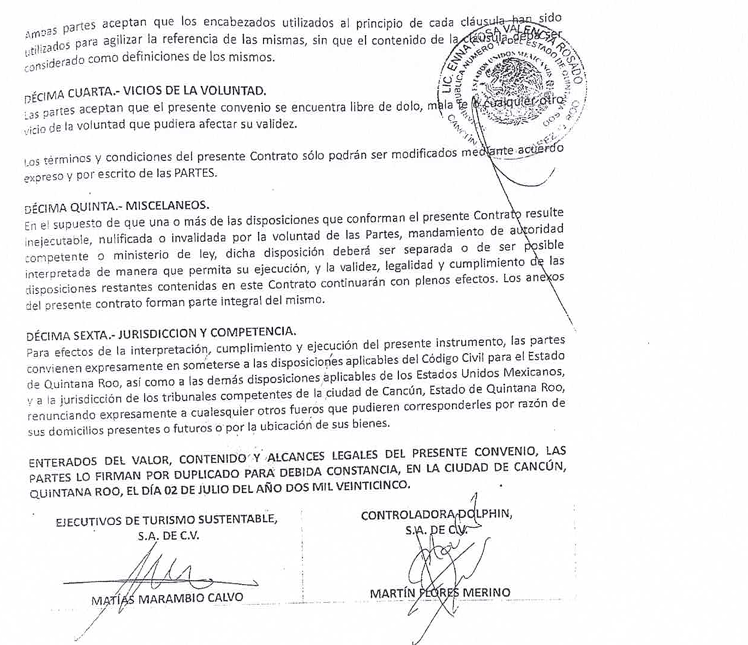 Ambas partes aceptan que los encabezados utilizados al principio de cada cláusula han sido
utilizados para agilizar la referencia de las mismas, sin que el contenido de la cláusula deba ser
considerado como definiciones de los mismos.
DÉCIMA CUARTA.- VICIOS DE LA VOLUNTAD.
Las partes aceptan que el presente convenio se encuentra libre de dolo, mala fe o cualquier otro
vicio de la voluntad que pudiera afectar su validez.
Los términos y condiciones del presente Contrato sólo podrán ser modificados mediante acuerdo
expreso y por escrito de las PARTES.
DÉCIMA QUINTA.- MISCELANEOS.
En el supuesto de que una o más de las disposiciones que conforman el presente Contrato resulte
inejecutable, nulificada o invalidada por la voluntad de las Partes, mandamiento de autoridad
competente o ministerio de ley, dicha disposición deberá ser separada o de ser posible
interpretada de manera que permita su ejecución, y la validez, legalidad y cumplimiento de las
disposiciones restantes contenidas en este Contrato continuarán con plenos efectos. Los anexos
del presente contrato forman parte integral del mismo.
DÉCIMA SEXTA.- JURISDICCION Y COMPETENCIA.
Para efectos de la interpretación, cumplimiento y ejecución del presente instrumento, las partes
convienen expresamente en someterse a las disposiciones aplicables del Código Civil para el Estado
de Quintana Roo, así como a las demás disposiciones aplicables de los Estados Unidos Mexicanos,
y a la jurisdicción de los tribunales competentes de la ciudad de Cancún, Estado de Quintana Roo,
renunciando expresamente a cualesquier otros fueros que pudieren corresponderles por razón de
sus domicilios presentes o futuros o por la ubicación de sus bienes.
ENTERADOS DEL VALOR, CONTENIDO Y ALCANCES LEGALES DEL PRESENTE CONVENIO, LAS
PARTES LO FIRMAN POR DUPLICADO PARA DEBIDA CONSTANCIA, EN LA CIUDAD DE CANCÚN,
QUINTANA ROO, EL DÍA 02 DE JULIO DEL AÑO DOS MIL VEINTICINCO.
EJECUTIVOS DE TURISMO SUSTENTABLE,
S.A. DE C.V.
MATÍAS MARAMBIO CALVO
CONTROLADORA DOLPHIN,
S.A. DE C.V.
MARTÍN FLORES MERINO
LIC. ENNA ROSA VALENCIA ROSADO
ESTADOS UNIDOS MEXICANOS
CANCÚN